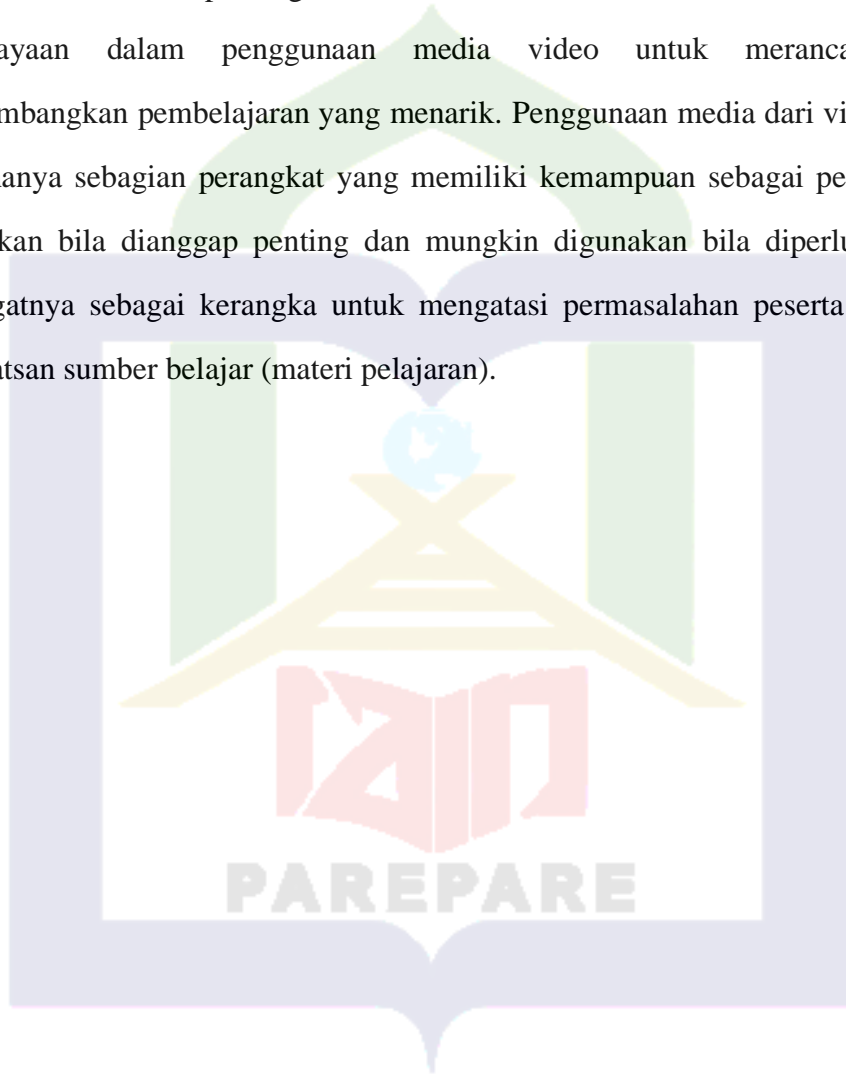 ayaan dalam penggunaan media video untuk meranca
mbangkan pembelajaran yang menarik. Penggunaan media dari vi
anya sebagian perangkat yang memiliki kemampuan sebagai pe
kan bila dianggap penting dan mungkin digunakan bila diperlu
gatnya sebagai kerangka untuk mengatasi permasalahan peserta
atsan sumber belajar (materi pelajaran).
iain
PAREPARE